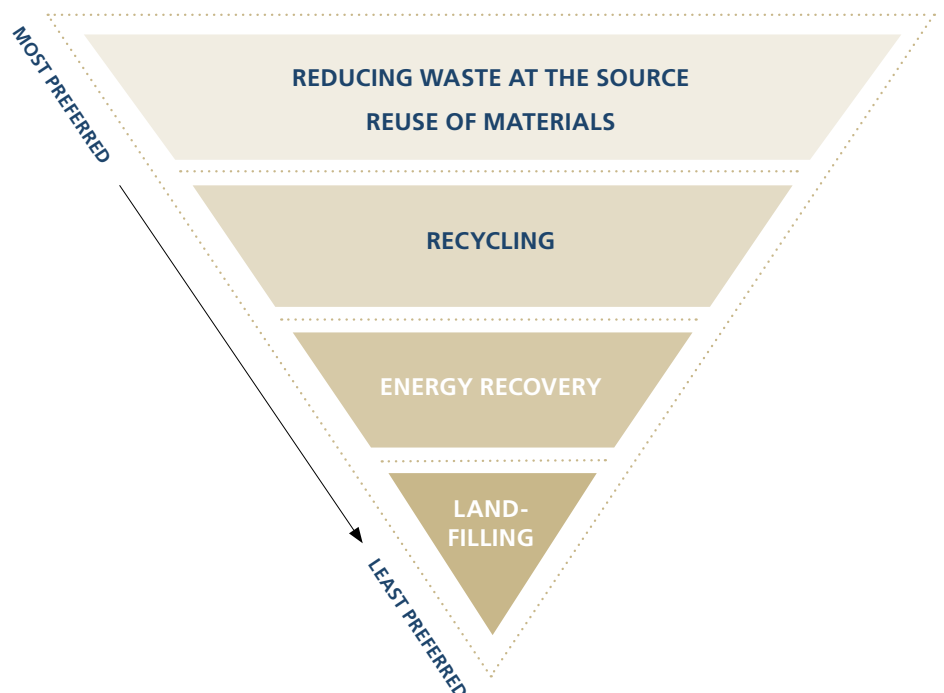 MOST PREFERRED
REDUCING WASTE AT THE SOURCE
REUSE OF MATERIALS
RECYCLING
ENERGY RECOVERY
LAND-
FILLING
LEAST PREFERRED